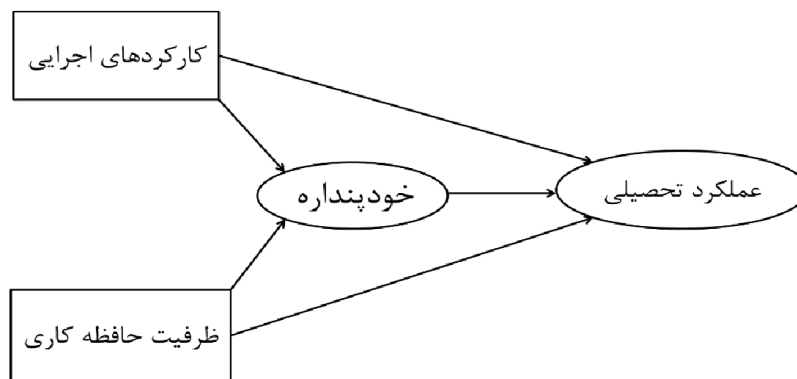 کارکردهای اجرایی
خودپنداره
عملکرد تحصیلی
ظرفیت حافظه کاری